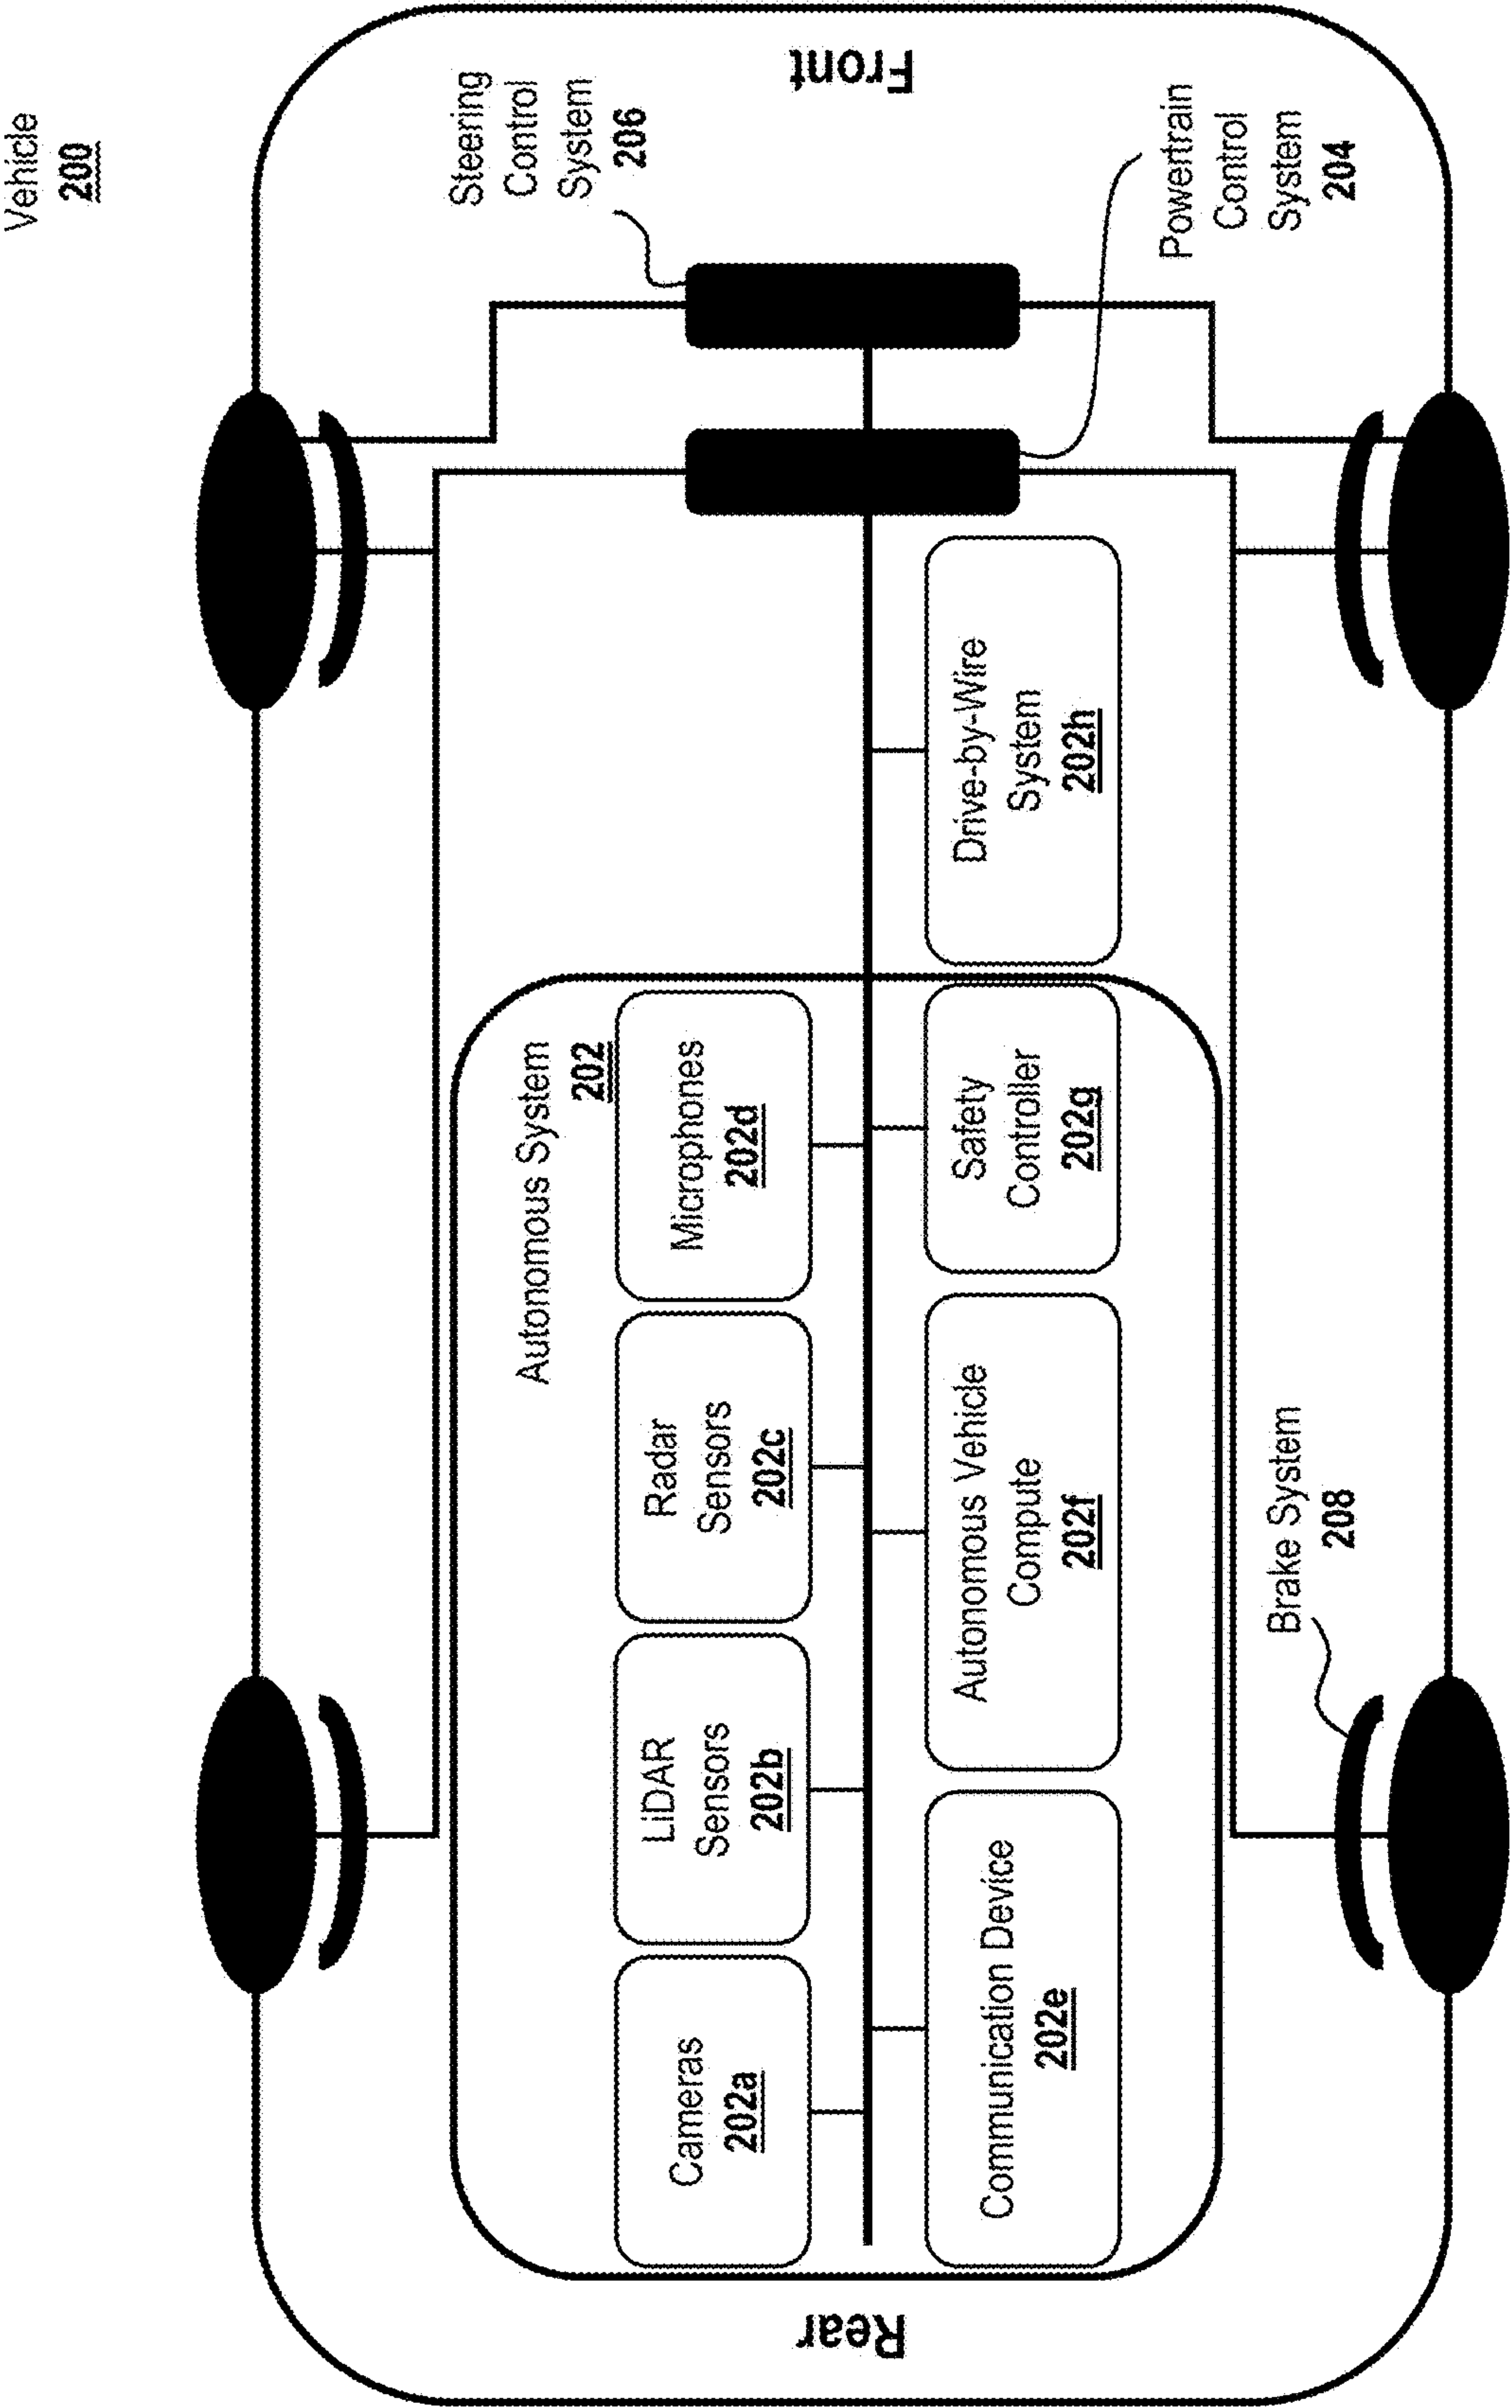 Vehicle
200
Front
Steering
Control
System
206
Powertrain
Control
System
204
Autonomous System
202
Cameras
202a
LiDAR
Sensors
202b
Radar
Sensors
202c
Microphones
202d
Communication Device
202e
Autonomous Vehicle
Compute
202f
Safety
Controller
202g
Drive-by-Wire
System
202h
Brake System
208
Rear